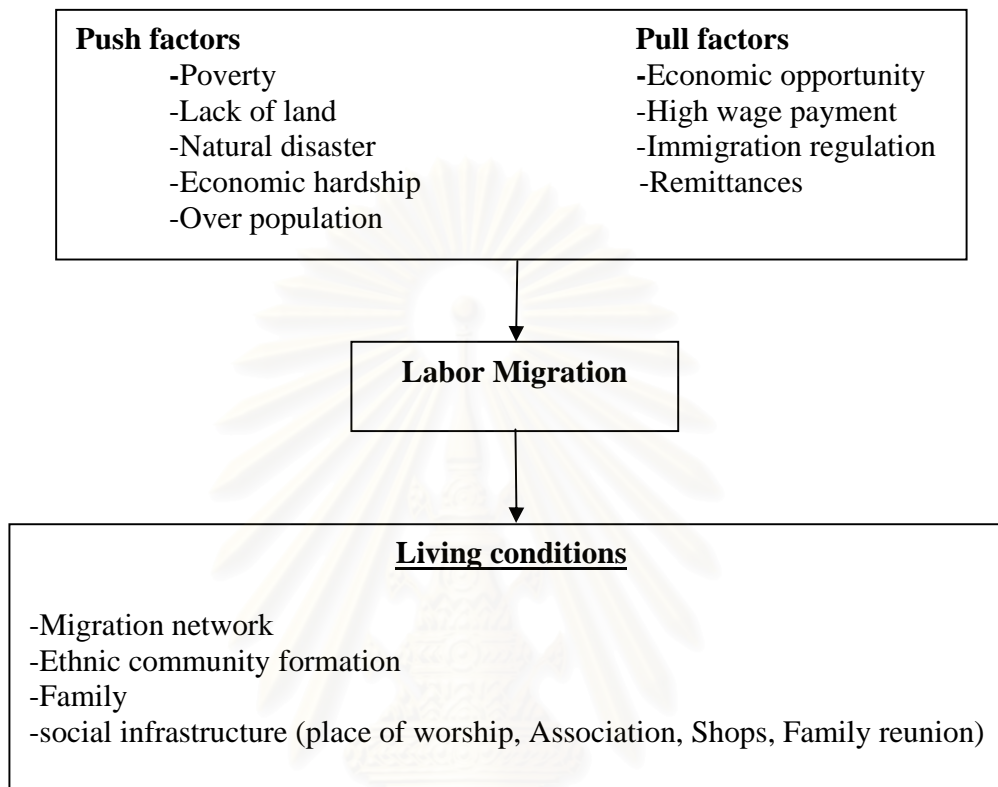 Push factors Pull factors
-Poverty -Economic opportunity
-Lack of land -High wage payment
-Natural disaster -Immigration regulation
-Economic hardship -Remittances
-Over population
Labor Migration
Living conditions
-Migration network
-Ethnic community formation
-Family
-social infrastructure (place of worship, Association, Shops, Family reunion)